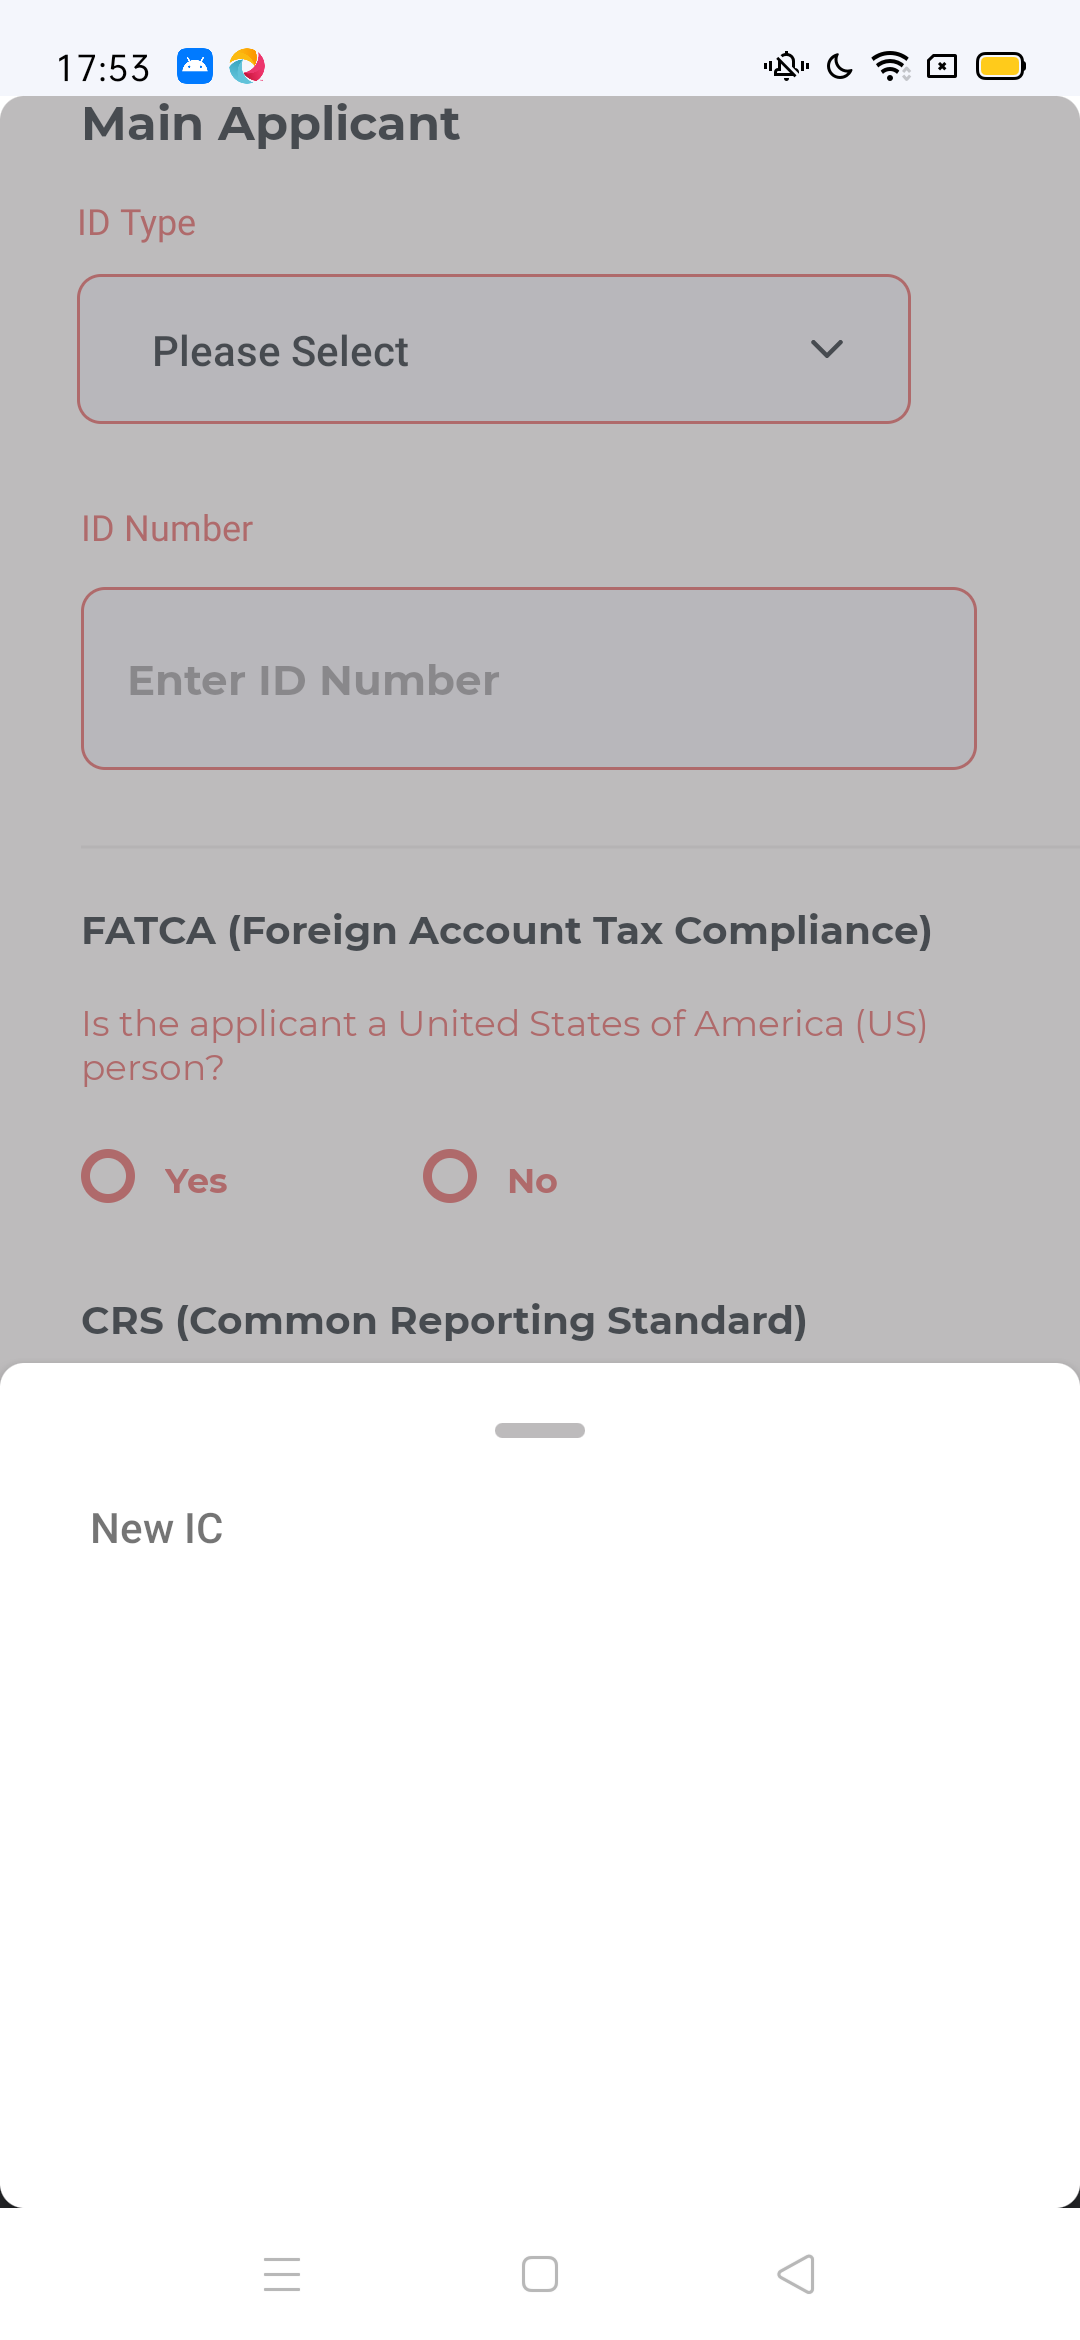 17:53
Main Applicant
ID Type
Please Select
ID Number
Enter ID Number
FATCA (Foreign Account Tax Compliance)
Is the applicant a United States of America (US)
person?
Yes No
CRS (Common Reporting Standard)
New IC